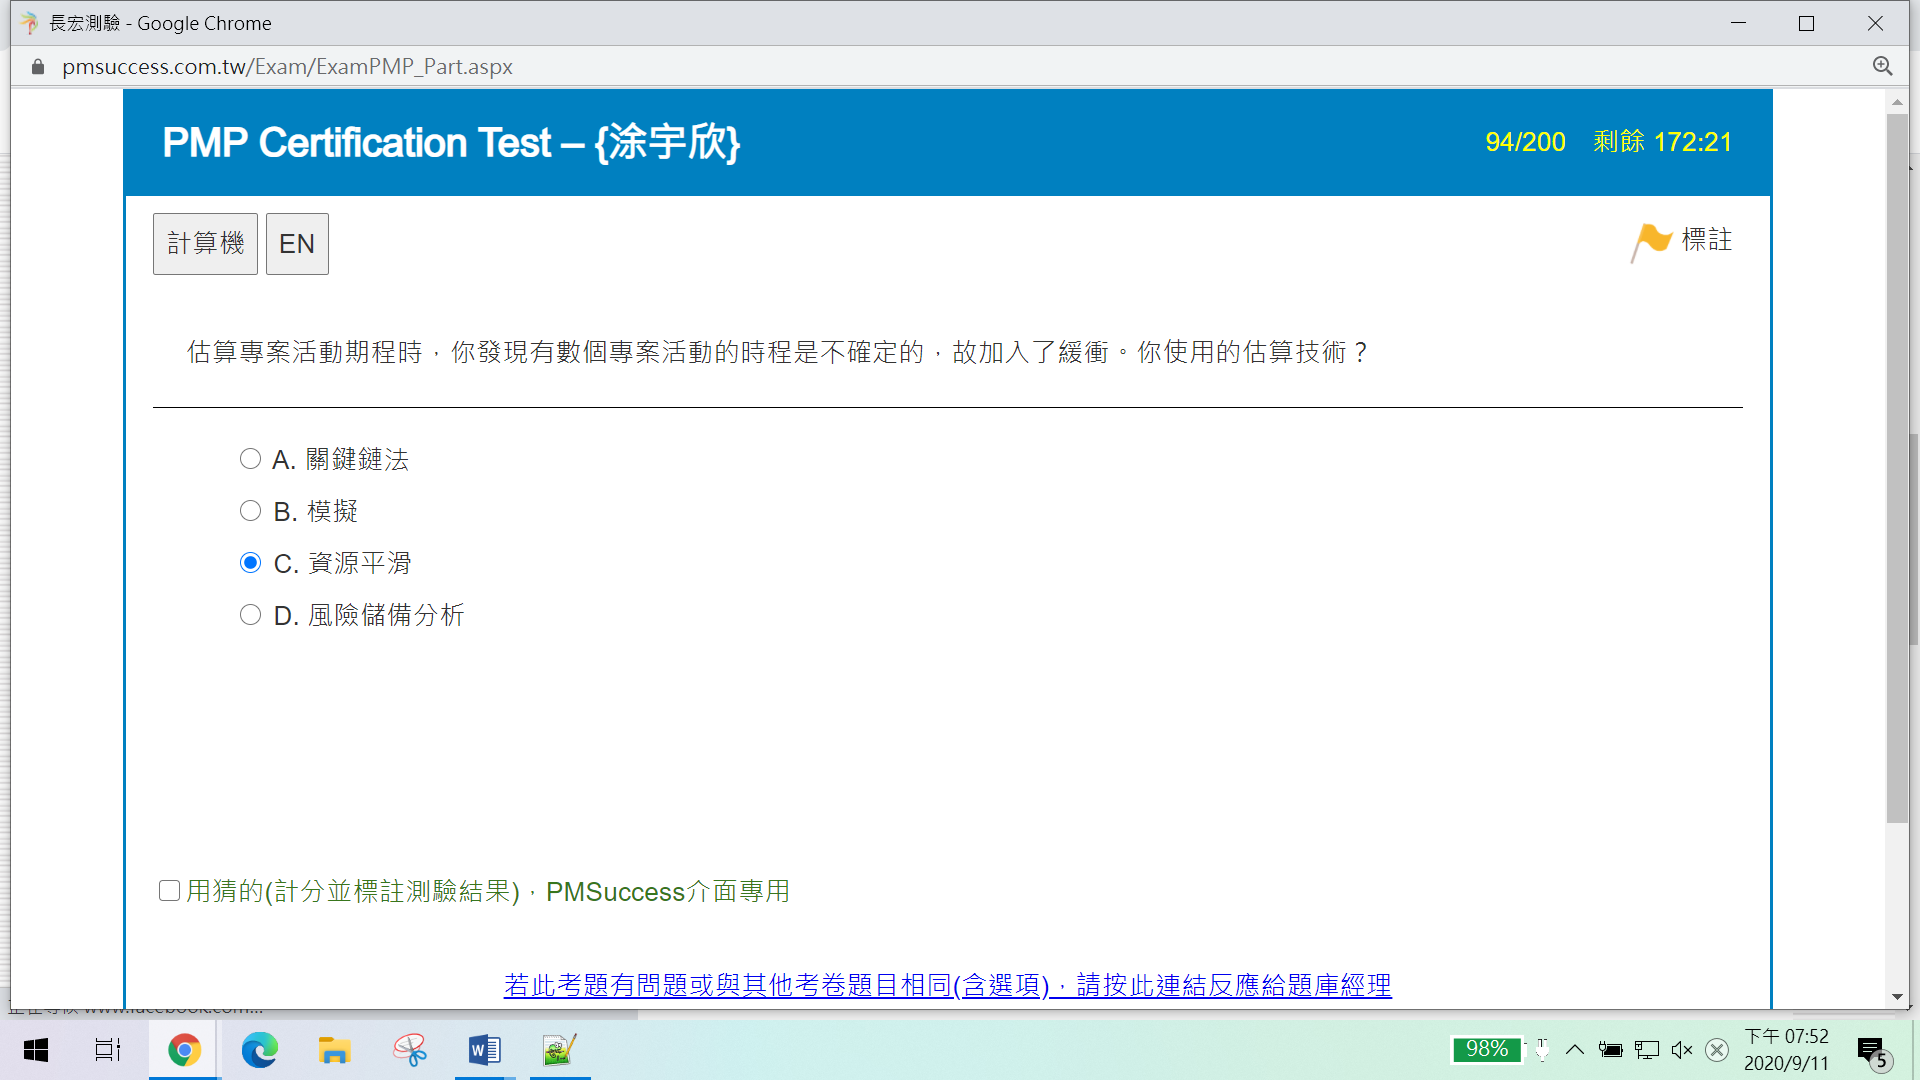 長宏測驗 - Google Chrome
pmsuccess.com.tw/Exam/ExamPMP_Part.aspx
PMP Certification Test – {涂宇欣}
94/200 剩餘 172:21
計算機 EN
標註
估算專案活動期程時，你發現有數個專案活動的時程是不確定的，故加入了緩衝。你使用的估算技術？
A. 關鍵鏈法
B. 模擬
C. 資源平滑
D. 風險儲備分析
用猜的(計分並標註測驗結果)，PMSuccess介面專用
若此考題有問題或與其他考卷題目相同(含選項)，請按此連結反應給題庫經理
98%
下午 07:52
2020/9/11
5